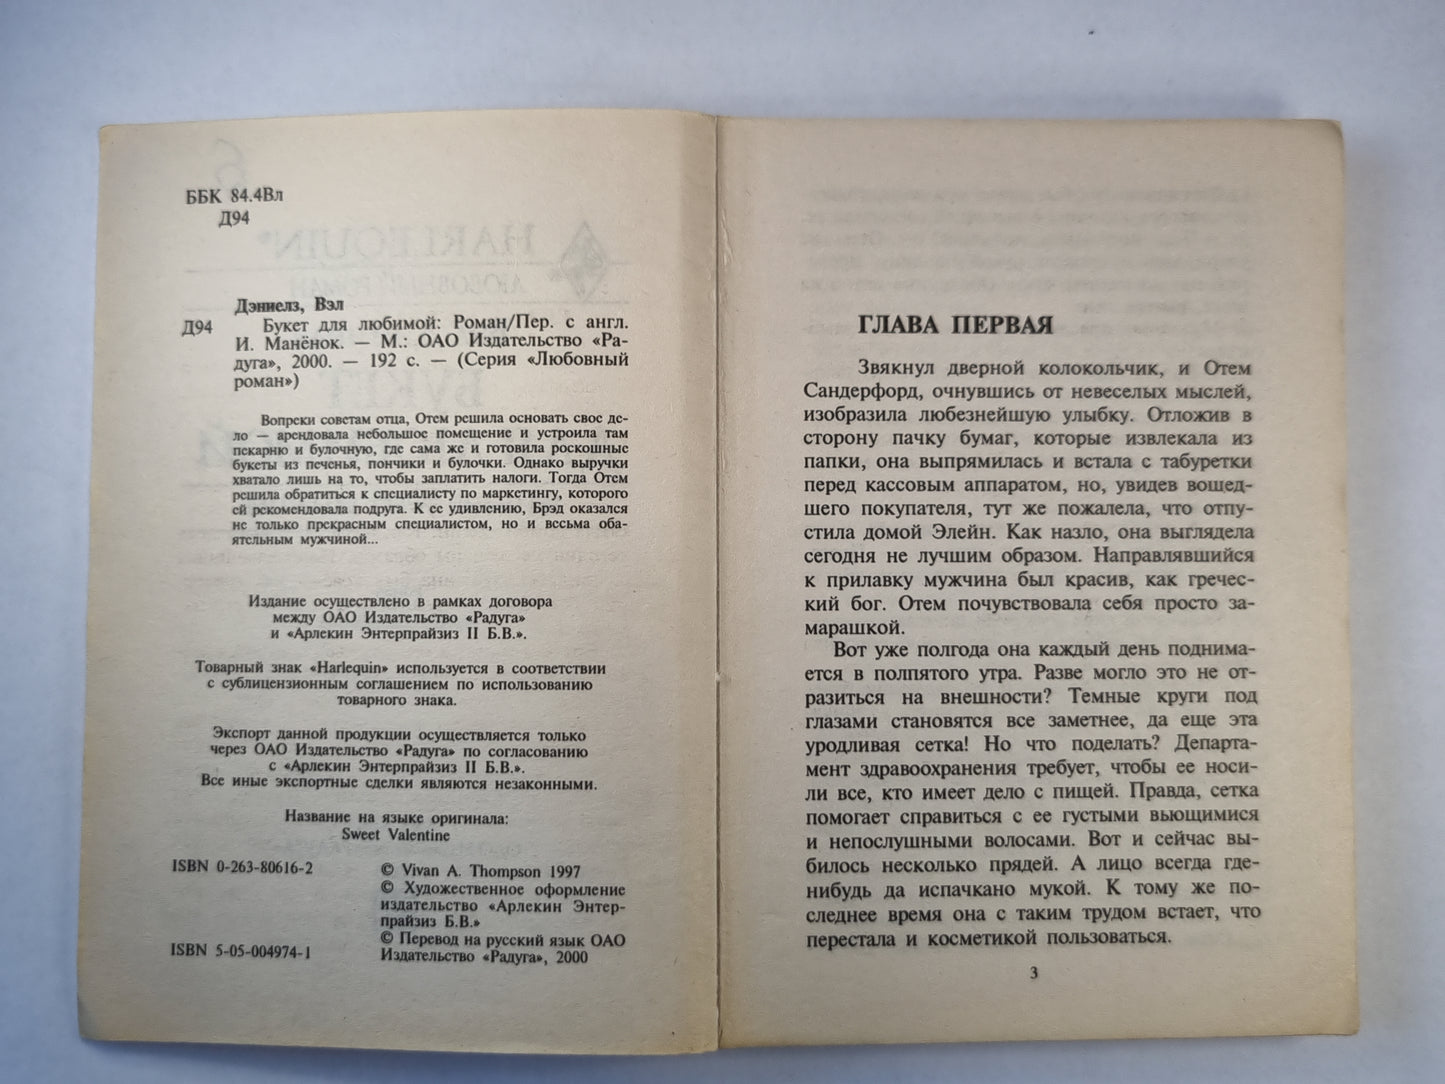 ББК 84.4Вл
Д94
Дэниелз, Вэл
Д94 Букет для любимой: Роман/Пер. с англ.
И. Манёнок. — М.: ОАО Издательство «Ра-
дуга», 2000. — 192 с. — (Серия «Любовный
роман»)
Вопреки советам отца, Отем решила основать свое де-
ло — арендовала небольшое помещение и устроила там
пекарню и булочную, где сама же и готовила роскошные
букеты из печенья, пончики и булочки. Однако выручки
хватало лишь на то, чтобы заплатить налоги. Тогда Отем
решила обратиться к специалисту по маркетингу, которого
ей рекомендовала подруга. К ее удивлению, Брэд оказался
не только прекрасным специалистом, но и весьма оба-
ятельным мужчиной...
Издание осуществлено в рамках договора
между ОАО Издательство «Радуга»
и «Арлекин Энтерпрайзиз II Б.В.».
Товарный знак «Harlequin» используется в соответствии
с сублицензионным соглашением по использованию
товарного знака.
Экспорт данной продукции осуществляется только
через ОАО Издательство «Радуга» по согласованию
с «Арлекин Энтерпрайзиз II Б.В.».
Все иные экспортные сделки являются незаконными.
Название на языке оригинала:
Sweet Valentine
ISBN 0-263-80616-2
© Vivan A. Thompson 1997
© Художественное оформление
издательство «Арлекин Энтер-
прайзиз Б.В.»
© Перевод на русский язык ОАО
Издательство «Радуга», 2000
ISBN 5-05-004974-1
ГЛАВА ПЕРВАЯ
Звякнул дверной колокольчик, и Отем
Сандерфорд, очнувшись от невеселых мыслей,
изобразила любезнейшую улыбку. Отложив в
сторону пачку бумаг, которые извлекала из
папки, она выпрямилась и встала с табуретки
перед кассовым аппаратом, но, увидев вошед-
шего покупателя, тут же пожалела, что отпу-
стила домой Элейн. Как назло, она выглядела
сегодня не лучшим образом. Направлявшийся
к прилавку мужчина был красив, как гречес-
кий бог. Отем почувствовала себя просто за-
марашкой.
Вот уже полгода она каждый день поднима-
ется в полпятого утра. Разве могло это не от-
разиться на внешности? Темные круги под
глазами становятся все заметнее, да еще эта
уродливая сетка! Но что поделать? Департа-
мент здравоохранения требует, чтобы ее носи-
ли все, кто имеет дело с пищей. Правда, сетка
помогает справиться с ее густыми вьющимися
и непослушными волосами. Вот и сейчас вы-
билось несколько прядей. А лицо всегда где-
нибудь да испачкано мукой. К тому же по-
следнее время она с таким трудом встает, что
перестала и косметикой пользоваться.
3